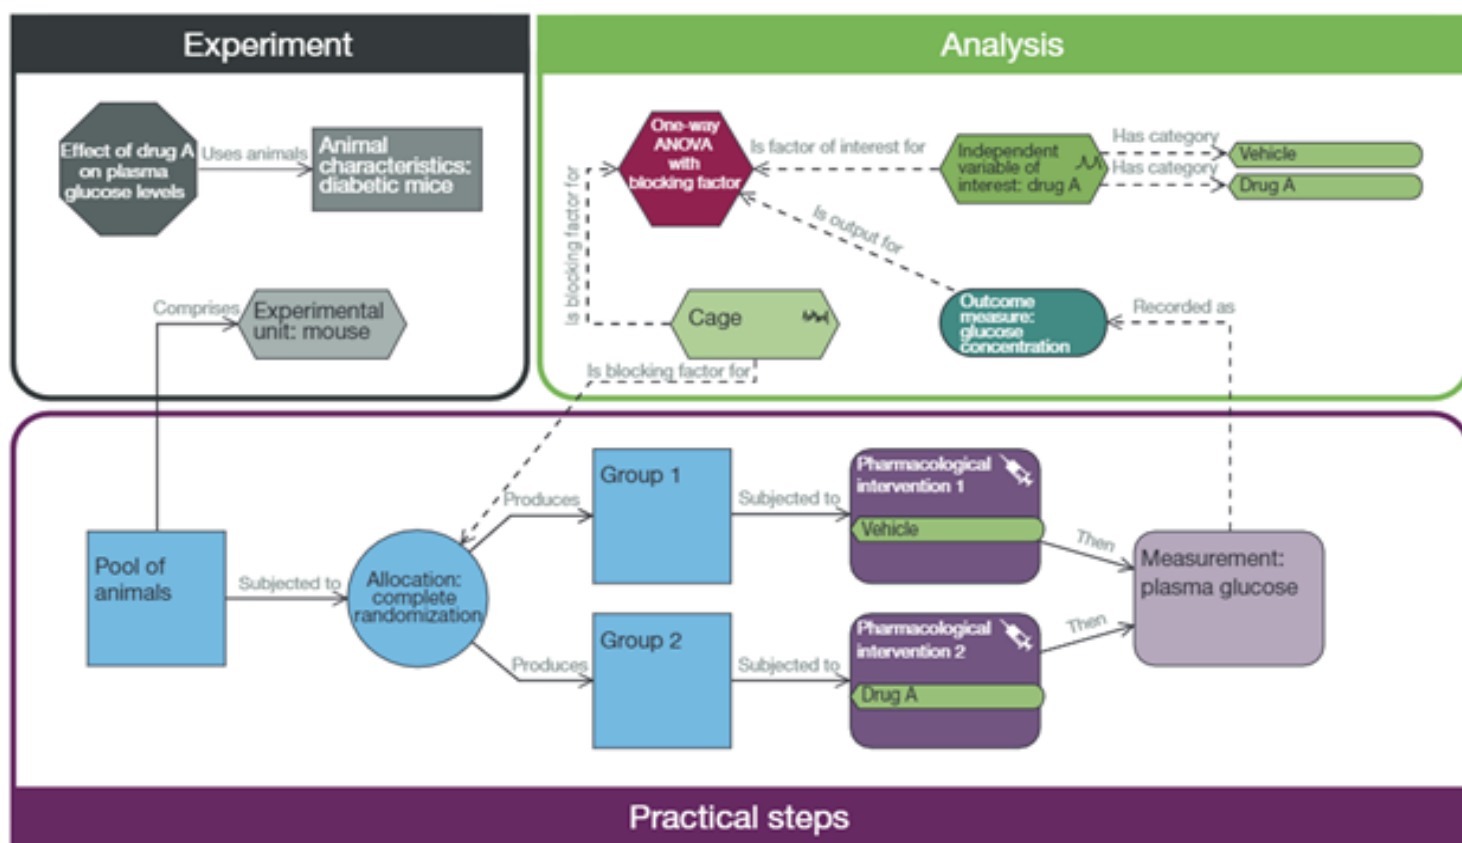 Experiment
Effect of drug A
on plasma
glucose levels
Uses animals
Animal
characteristics:
diabetic mice
Comprises
Experimental
unit: mouse
Analysis
One-way
ANOVA
with
blocking factor
Is factor of interest for
Independent
variable of
interest: drug A
Has category
Vehicle
Has category
Drug A
Is blocking factor for
Is output for
Cage
Outcome
measure:
glucose
concentration
Recorded as
Is blocking factor for
Pool of
animals
Subjected to
Allocation:
complete
randomization
Produces
Group 1
Subjected to
Pharmacological
intervention 1
Vehicle
Then
Produces
Group 2
Subjected to
Pharmacological
intervention 2
Drug A
Then
Measurement:
plasma glucose
Practical steps